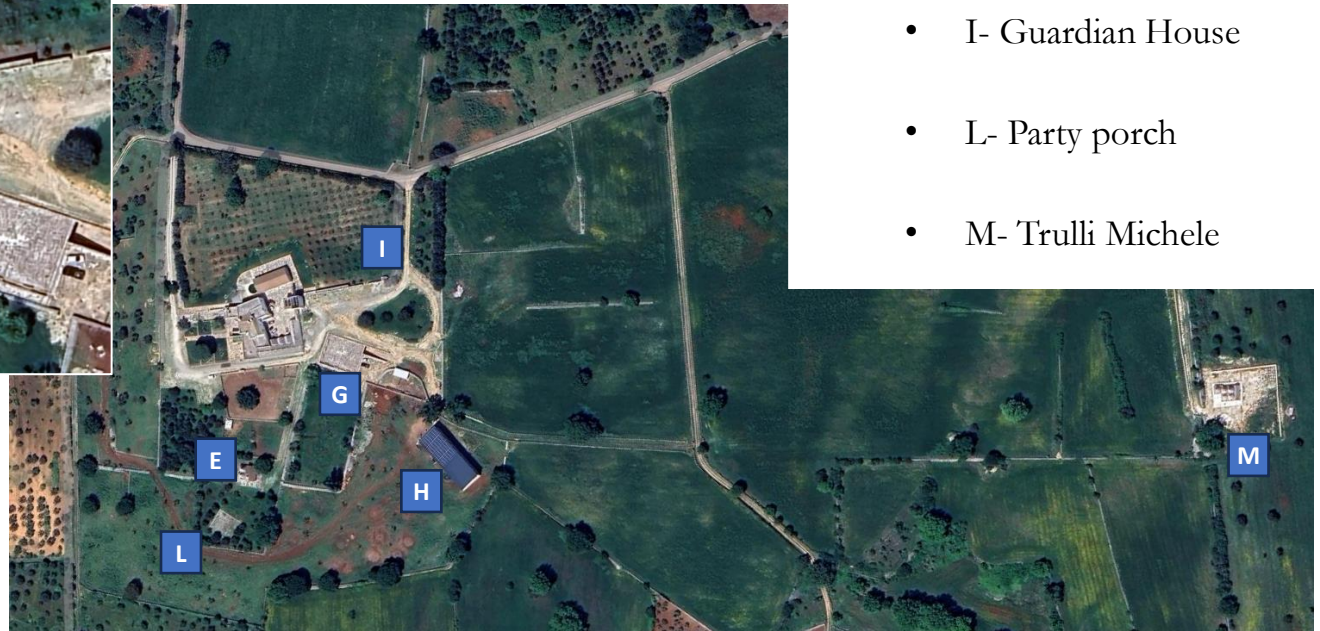 • I- Guardian House
• L- Party porch
• M- Trulli Michele
I
G
E
H
M
L